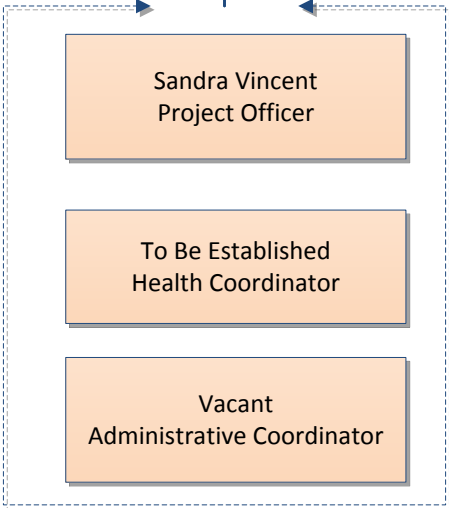 Sandra Vincent
Project Officer
To Be Established
Health Coordinator
Vacant
Administrative Coordinator